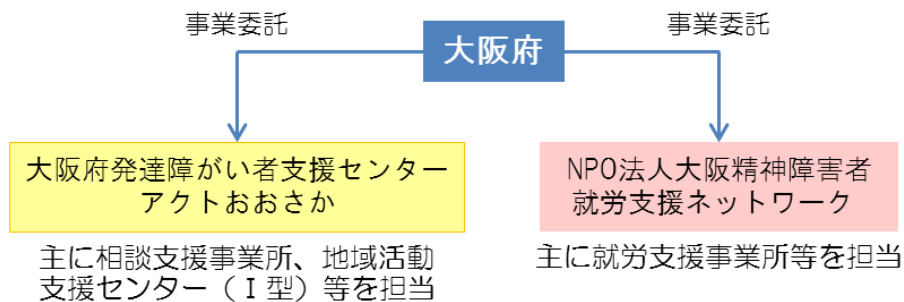 事業委託
大阪府
事業委託
大阪府発達障がい者支援センター
アクトおおさか
NPO法人大阪精神障害者
就労支援ネットワーク
主に相談支援事業所、地域活動
支援センター（Ⅰ型）等を担当
主に就労支援事業所等を担当